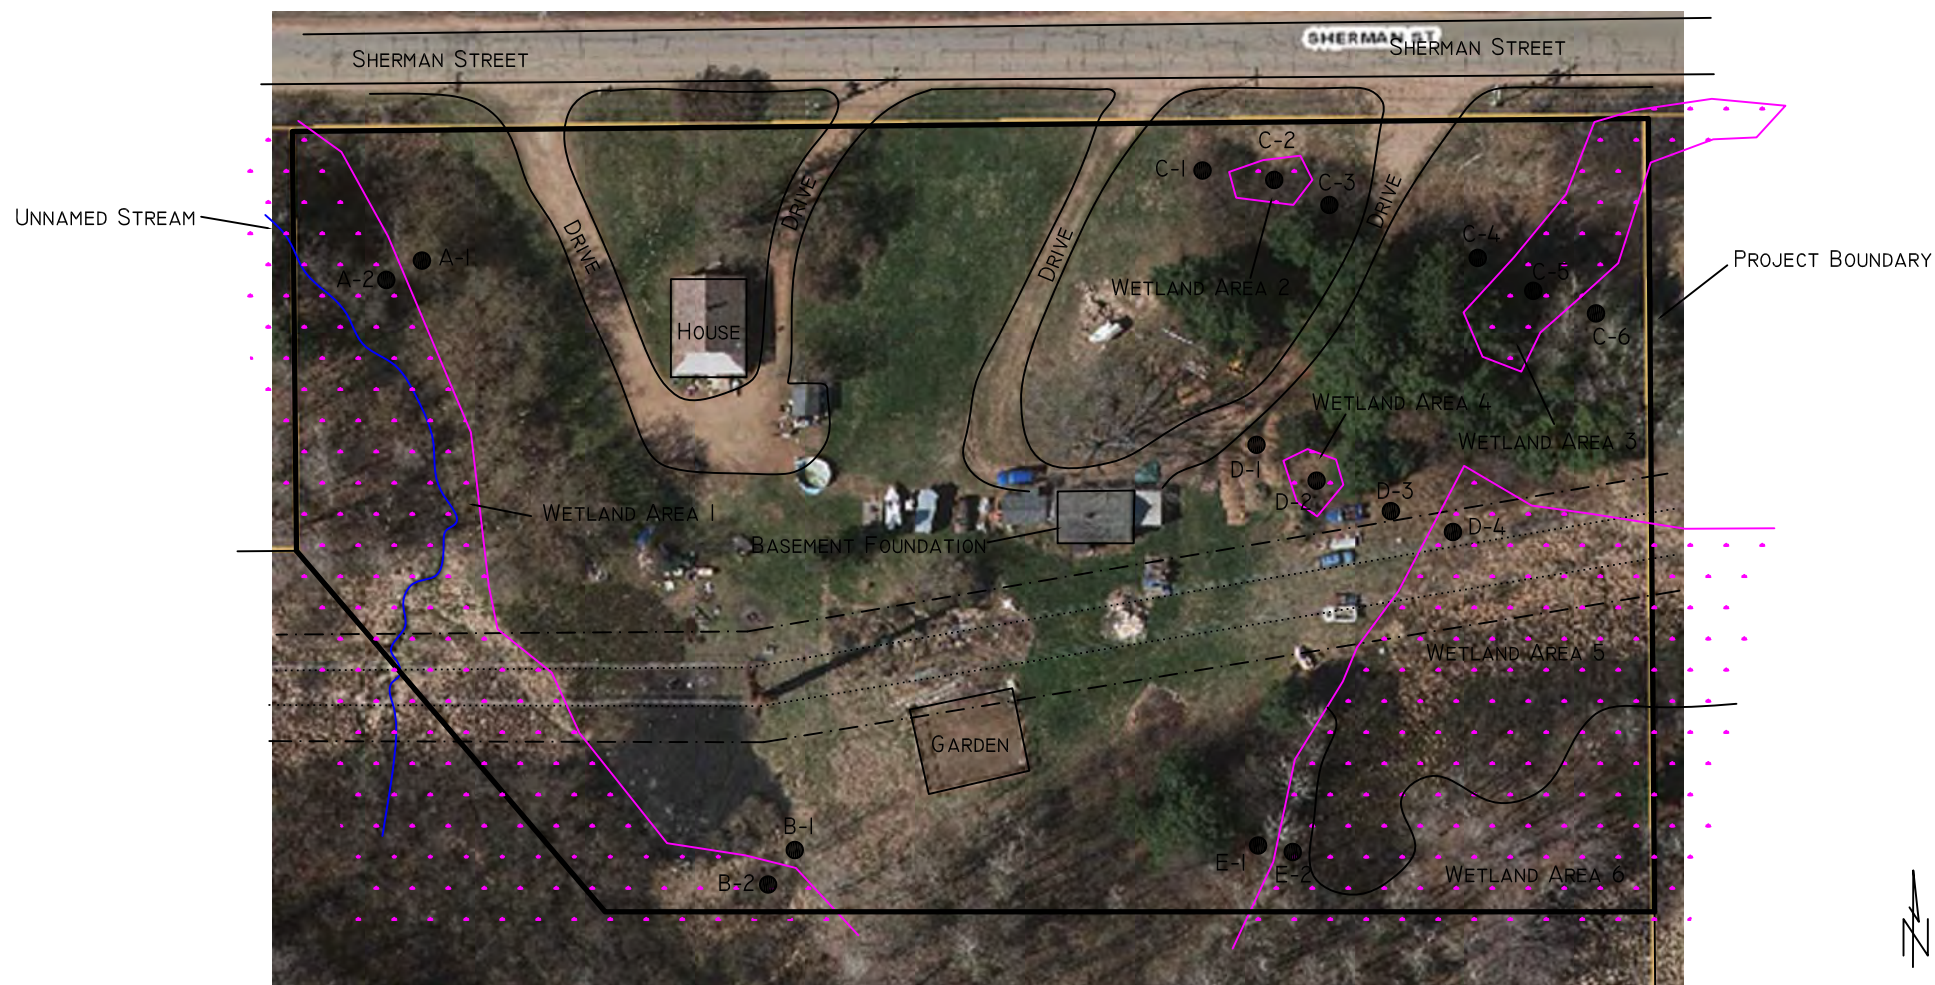 SHERMAN ST
SHERMAN STREET
SHERMAN STREET
C-2
C-1
C-3
DRIVE
DRIVE
DRIVE
DRIVE
UNNAMED STREAM
C-4
A-1
A-2
PROJECT BOUNDARY
C-5
WETLAND AREA 2
HOUSE
C-6
WETLAND AREA 4
WETLAND AREA 3
D-1
D-2
D-3
WETLAND AREA 1
D-4
BASEMENT FOUNDATION
WETLAND AREA 5
GARDEN
B-1
E-1
E-2
WETLAND AREA 6
B-2
N